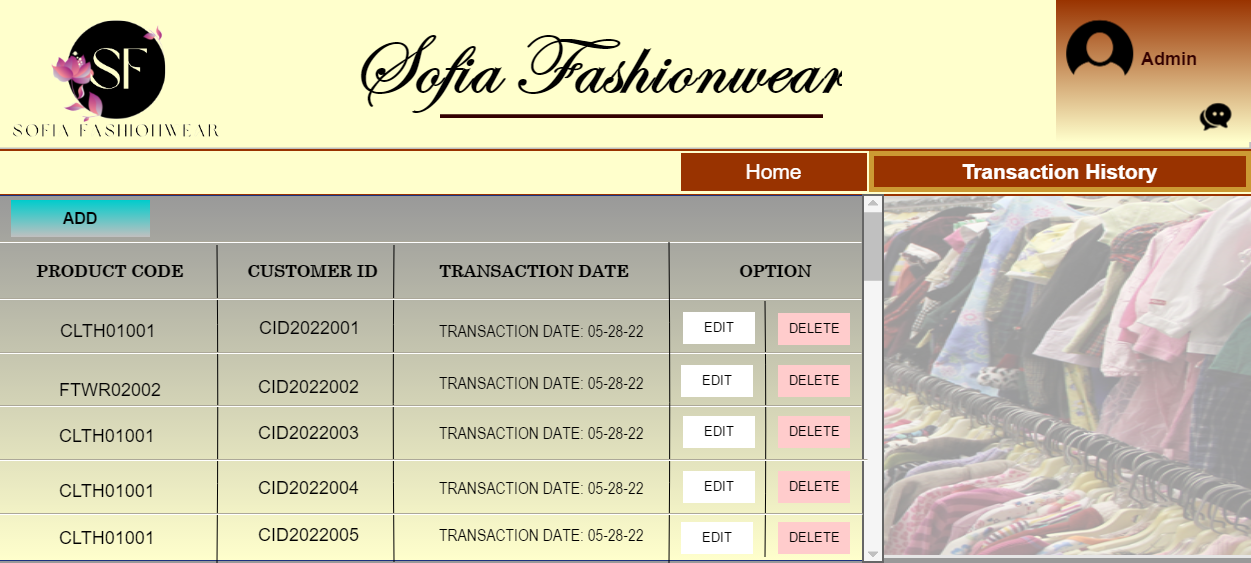 SF
SOFIA FASHIONWEAR
Sofia Fashionwear
Admin
Home
Transaction History
ADD
PRODUCT CODE CUSTOMER ID TRANSACTION DATE OPTION
CLTH01001 CID2022001 TRANSACTION DATE: 05-28-22 EDIT DELETE
FTWR02002 CID2022002 TRANSACTION DATE: 05-28-22 EDIT DELETE
CLTH01001 CID2022003 TRANSACTION DATE: 05-28-22 EDIT DELETE
CLTH01001 CID2022004 TRANSACTION DATE: 05-28-22 EDIT DELETE
CLTH01001 CID2022005 TRANSACTION DATE: 05-28-22 EDIT DELETE